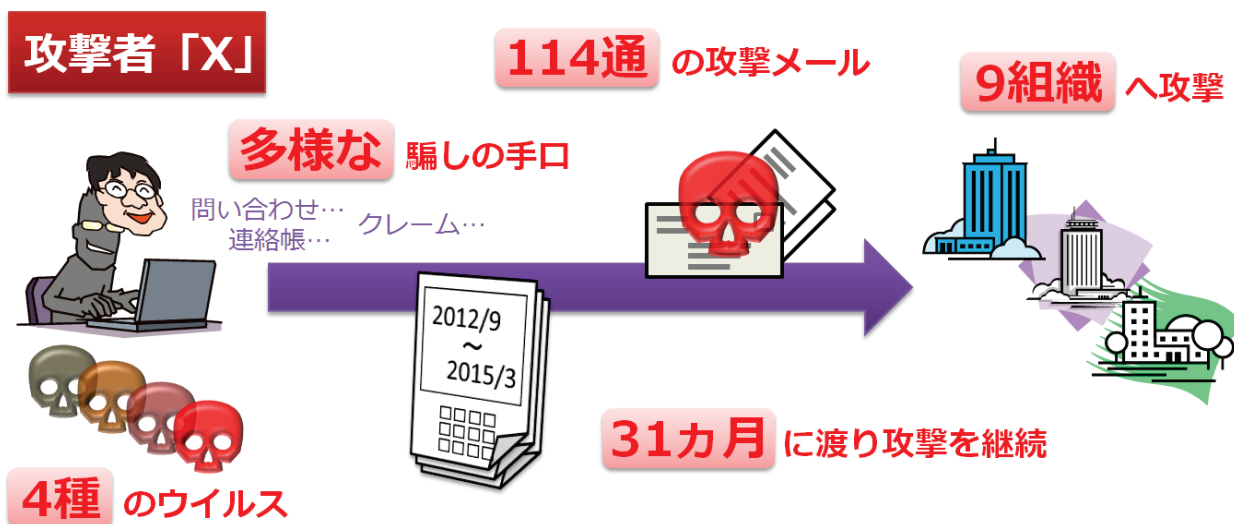 攻撃者「X」
114通 の攻撃メール
9組織 へ攻撃
多様な 騙しの手口
問い合わせ…
連絡帳…
クレーム…
2012/9
～
2015/3
31カ月 に渡り攻撃を継続
4種 のウイルス